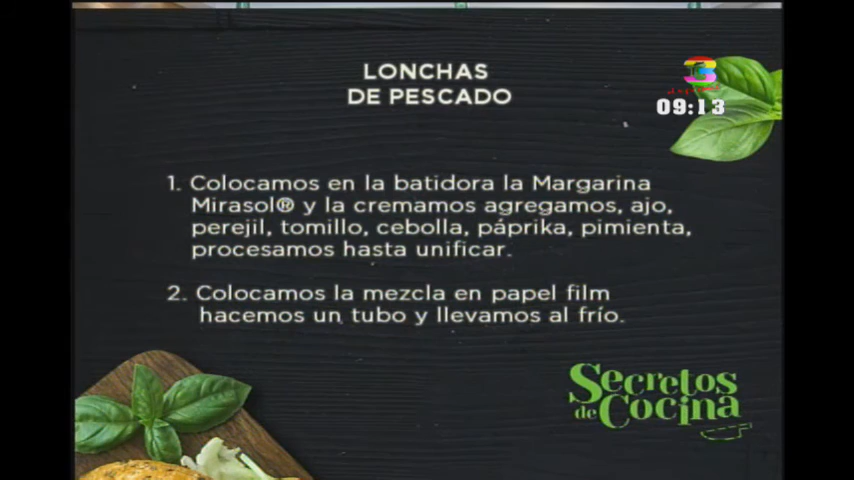 LONCHAS
DE PESCADO
3
09:13
1. Colocamos en la batidora la Margarina
Mirasol® y la cremamos agregamos, ajo,
perejil, tomillo, cebolla, páprika, pimienta,
procesamos hasta unificar.
2. Colocamos la mezcla en papel film
hacemos un tubo y llevamos al frío.
Secretos
de Cocina